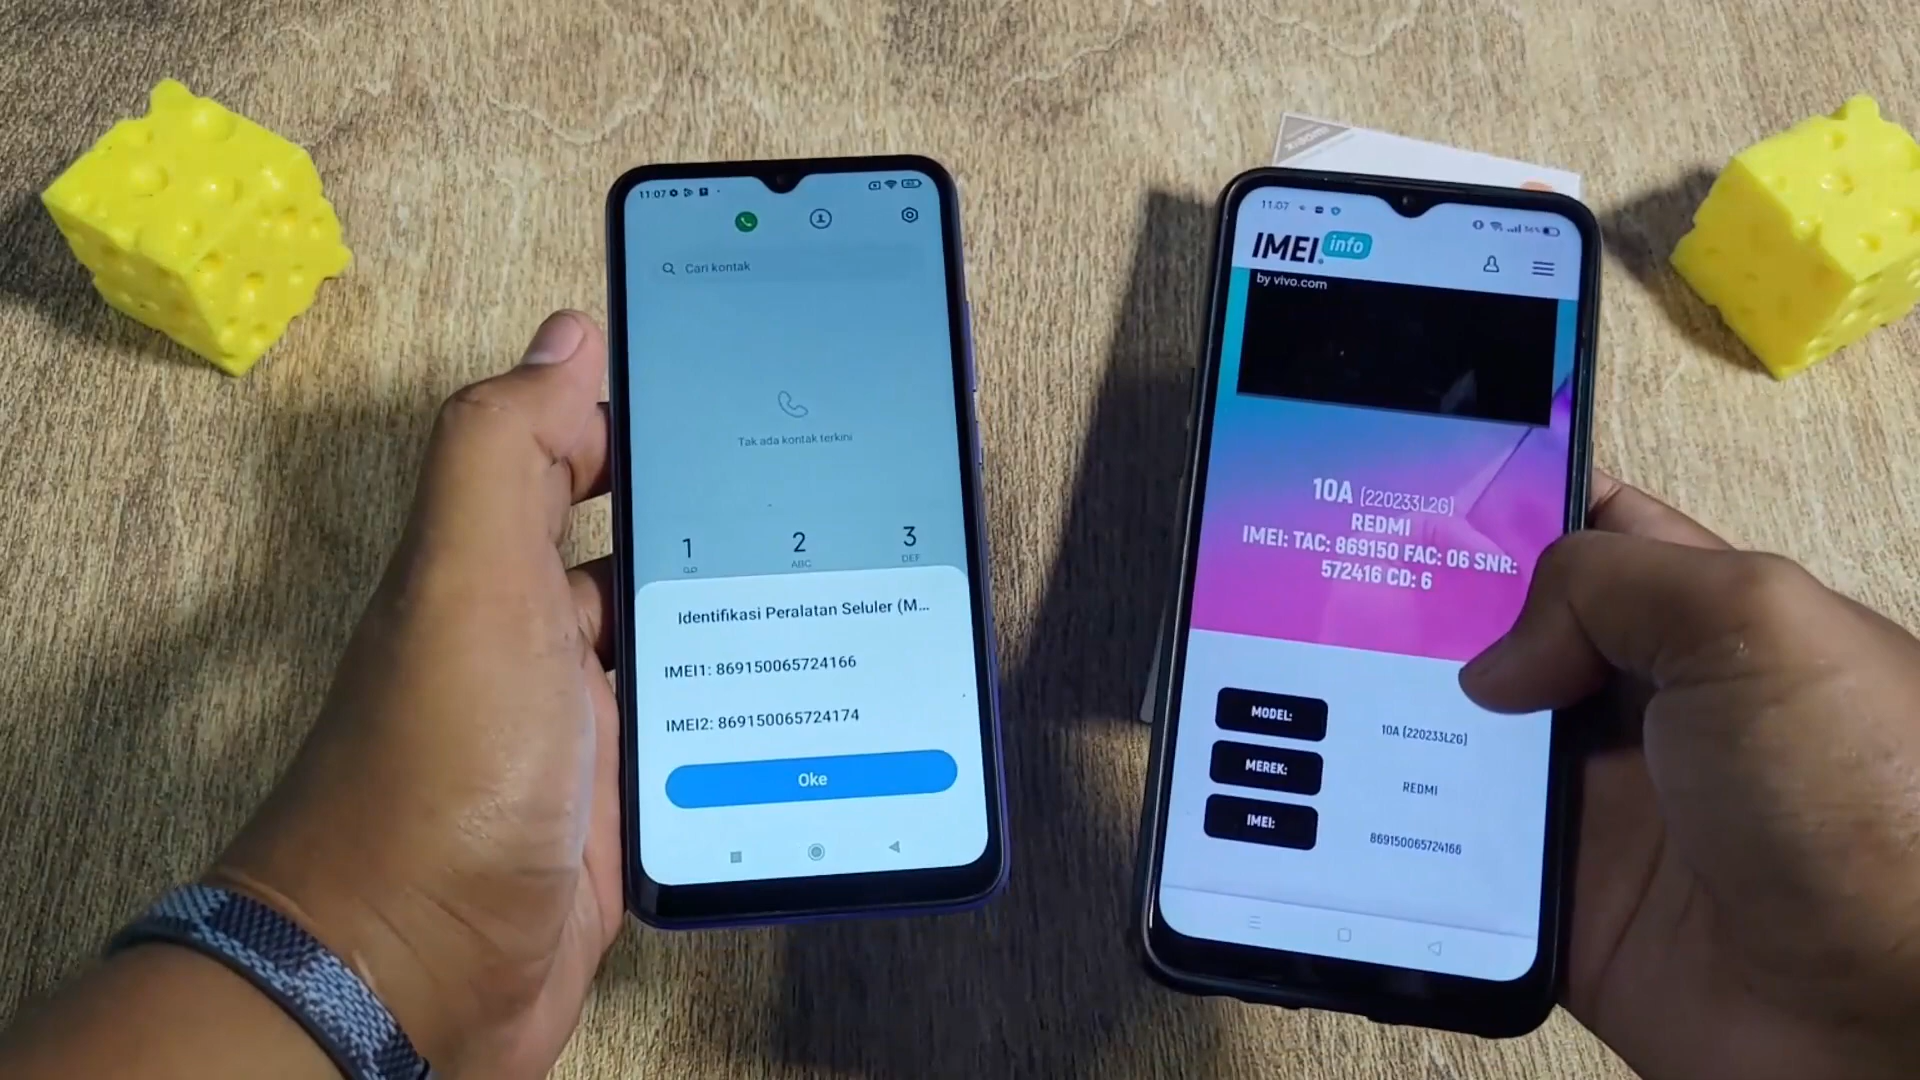 11:07
Cari kontak
Tak ada kontak terkini
1
2
ABC
3
DEF
Identifikasi Peralatan Seluler (M...
IMEI1: 869150065724166
IMEI2: 869150065724174
Oke
xiaomi
11.07
56%
IMEI.info
by vivo.com
10A (220233L2G)
REDMI
IMEI: TAC: 869150 FAC: 06 SNR:
572416 CD: 6
MODEL: 10A (220233L2G)
MEREK: REDMI
IMEI: 869150065724166